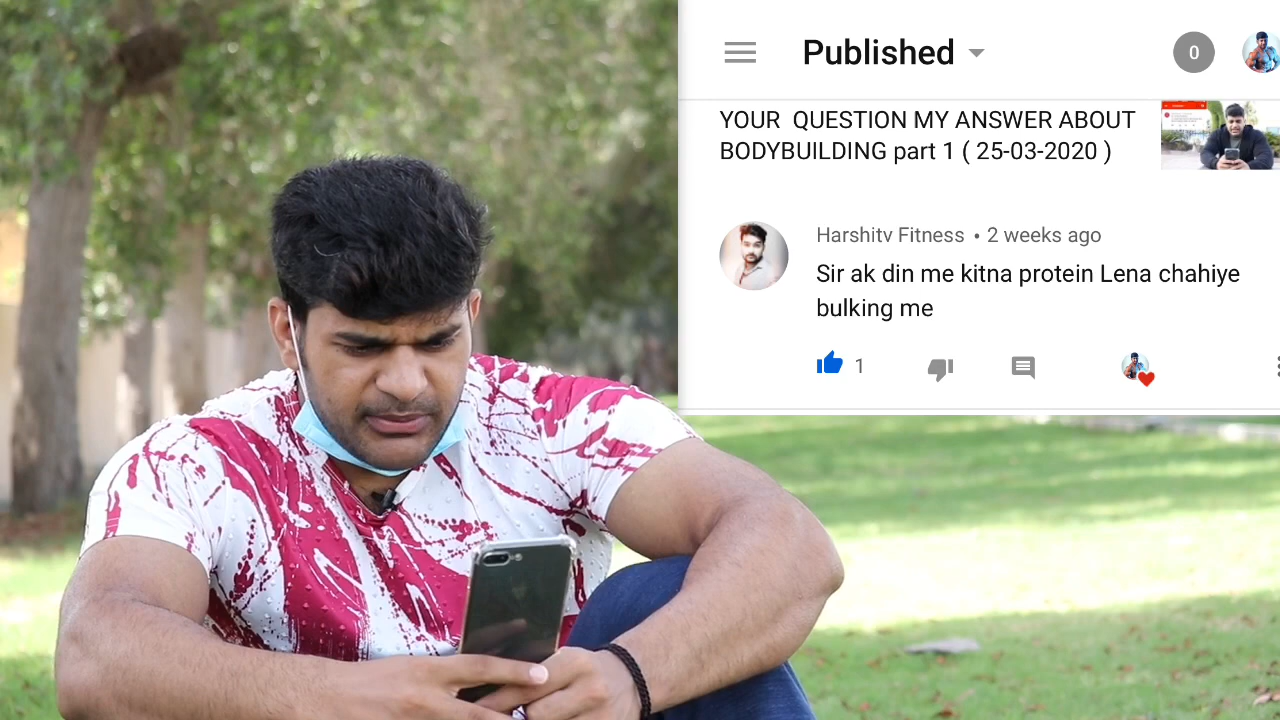 Published
0
YOUR QUESTION MY ANSWER ABOUT
BODYBUILDING part 1 ( 25-03-2020 )
Harshitv Fitness • 2 weeks ago
Sir ak din me kitna protein Lena chahiye
bulking me
1